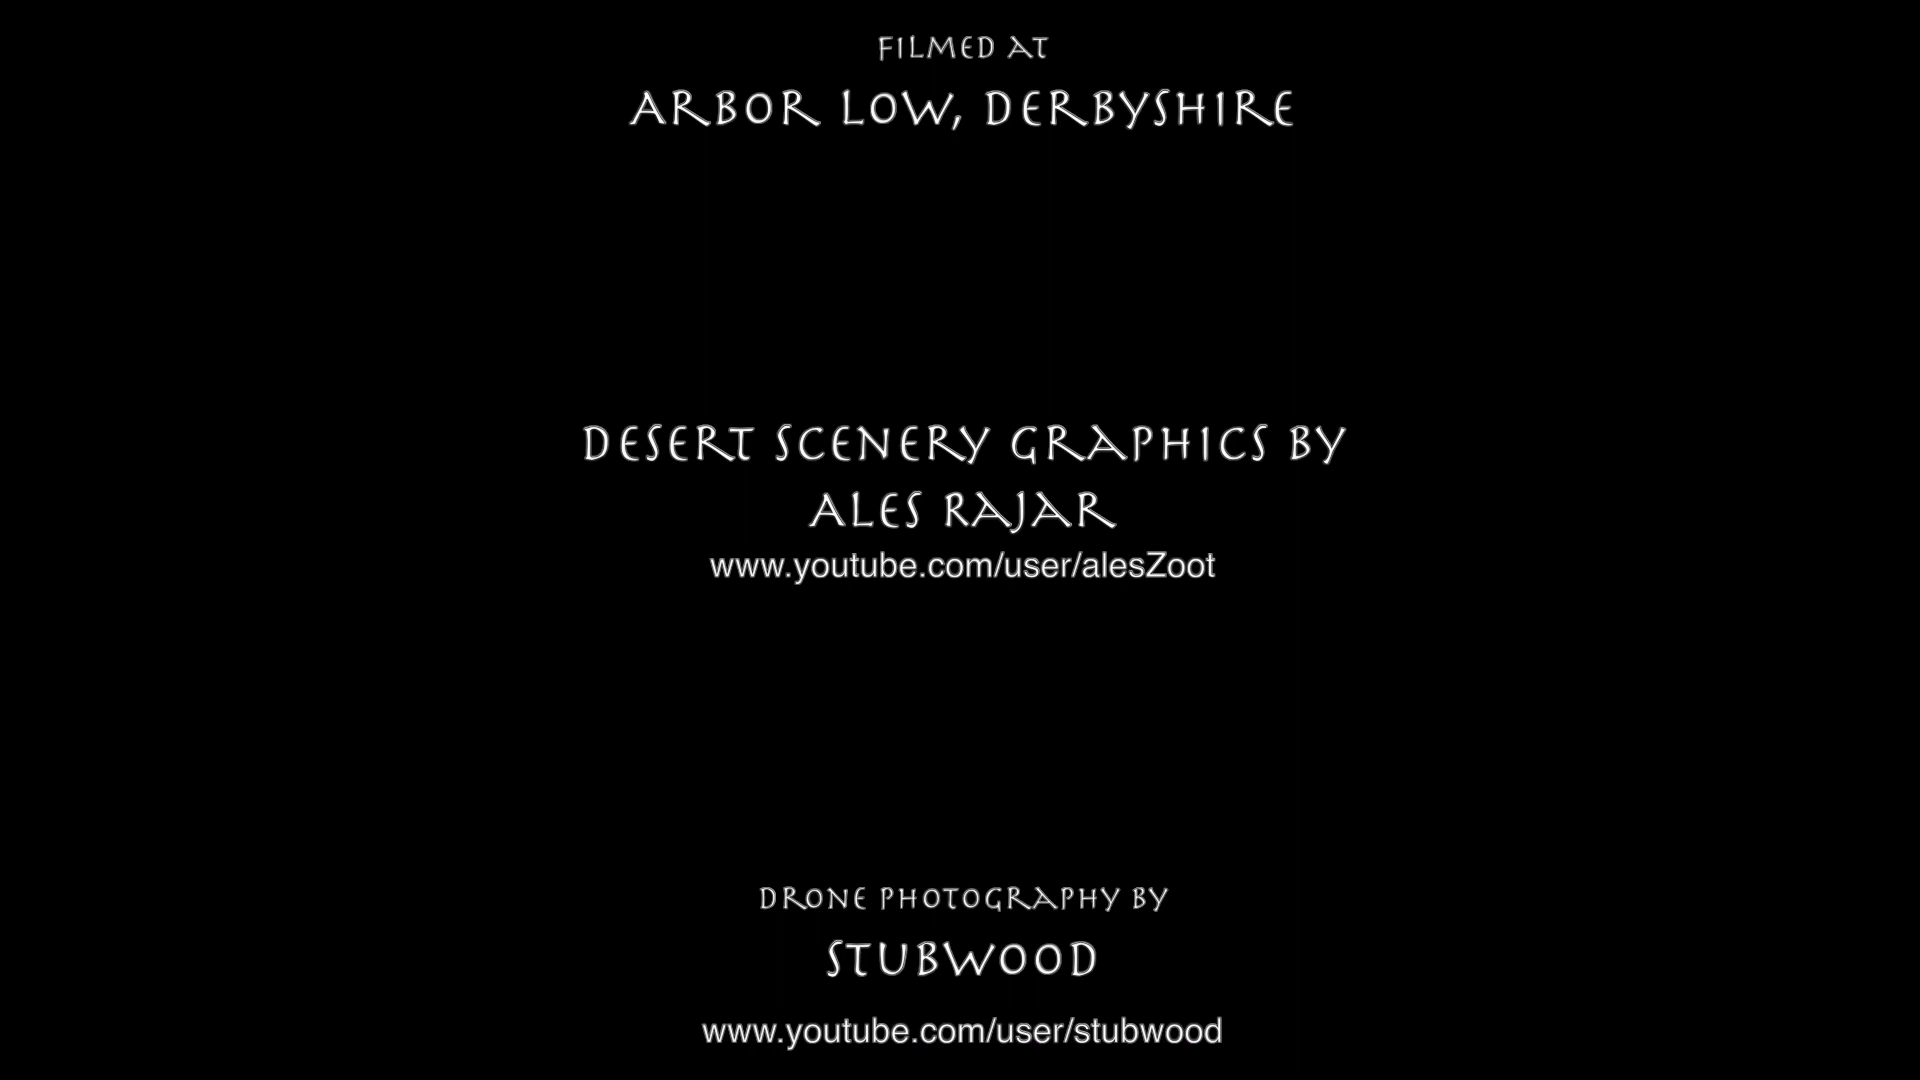 FILMED AT
ARBOR LOW, DERBYSHIRE
DESERT SCENERY GRAPHICS BY
ALES RAJAR
www.youtube.com/user/alesZoot
DRONE PHOTOGRAPHY BY
STUBWOOD
www.youtube.com/user/stubwood